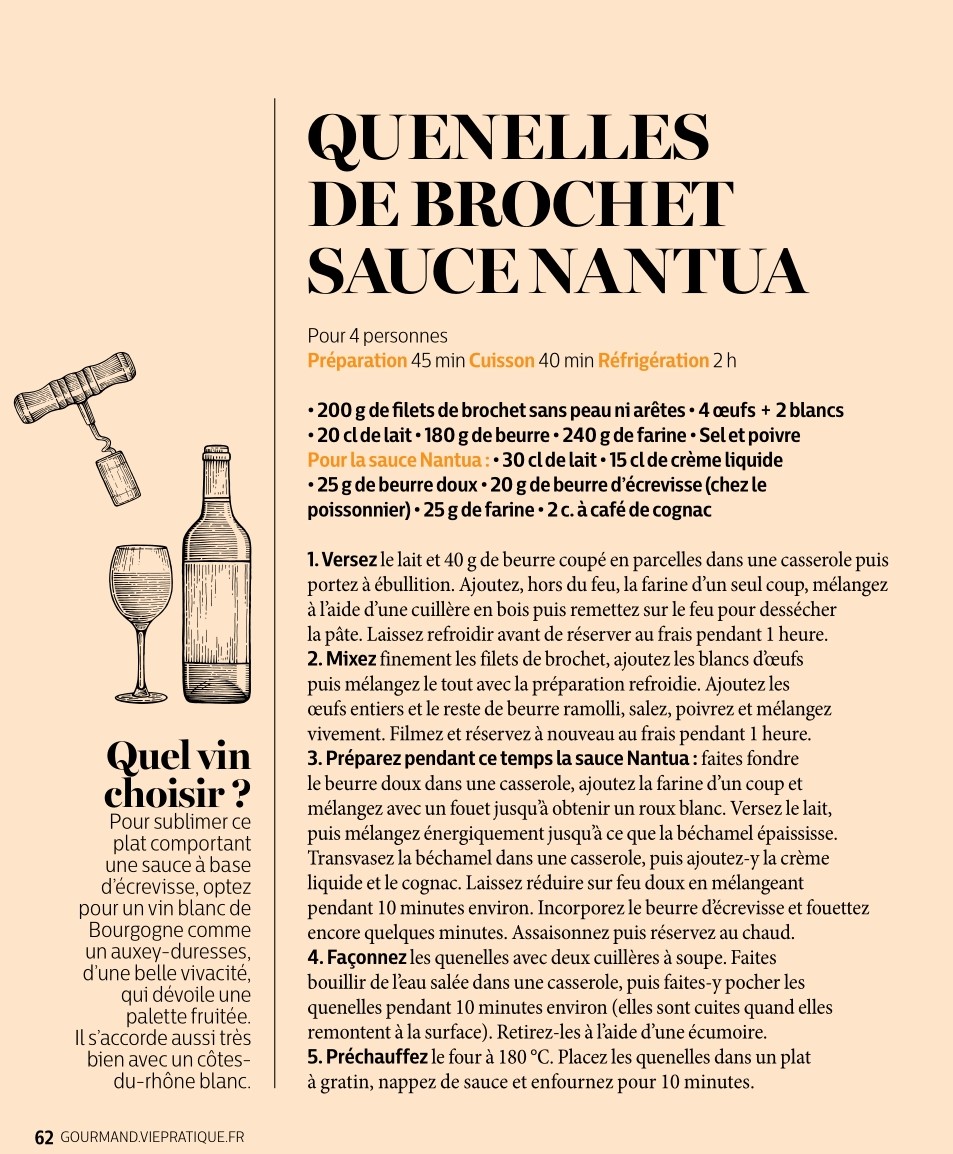 QUENELLES
DE BROCHET
SAUCE NANTUA
Pour 4 personnes
Préparation 45 min Cuisson 40 min Réfrigération 2 h
• 200 g de filets de brochet sans peau ni arêtes • 4 œufs + 2 blancs
• 20 cl de lait • 180 g de beurre • 240 g de farine • Sel et poivre
Pour la sauce Nantua : • 30 cl de lait • 15 cl de crème liquide
• 25 g de beurre doux • 20 g de beurre d’écrevisse (chez le
poissonnier) • 25 g de farine • 2 c. à café de cognac
1. Versez le lait et 40 g de beurre coupé en parcelles dans une casserole puis
portez à ébullition. Ajoutez, hors du feu, la farine d’un seul coup, mélangez
à l’aide d’une cuillère en bois puis remettez sur le feu pour dessécher
la pâte. Laissez refroidir avant de réserver au frais pendant 1 heure.
2. Mixez finement les filets de brochet, ajoutez les blancs d’œufs
puis mélangez le tout avec la préparation refroidie. Ajoutez les
œufs entiers et le reste de beurre ramolli, salez, poivrez et mélangez
vivement. Filmez et réservez à nouveau au frais pendant 1 heure.
3. Préparez pendant ce temps la sauce Nantua : faites fondre
le beurre doux dans une casserole, ajoutez la farine d’un coup et
mélangez avec un fouet jusqu’à obtenir un roux blanc. Versez le lait,
puis mélangez énergiquement jusqu’à ce que la béchamel épaississe.
Transvasez la béchamel dans une casserole, puis ajoutez-y la crème
liquide et le cognac. Laissez réduire sur feu doux en mélangeant
pendant 10 minutes environ. Incorporez le beurre d’écrevisse et fouettez
encore quelques minutes. Assaisonnez puis réservez au chaud.
4. Façonnez les quenelles avec deux cuillères à soupe. Faites
bouillir de l’eau salée dans une casserole, puis faites-y pocher les
quenelles pendant 10 minutes environ (elles sont cuites quand elles
remontent à la surface). Retirez-les à l’aide d’une écumoire.
5. Préchauffez le four à 180 °C. Placez les quenelles dans un plat
à gratin, nappez de sauce et enfournez pour 10 minutes.
Quel vin
choisir ?
Pour sublimer ce
plat comportant
une sauce à base
d’écrevisse, optez
pour un vin blanc de
Bourgogne comme
un auxey-duresses,
d’une belle vivacité,
qui dévoile une
palette fruitée.
Il s’accorde aussi très
bien avec un côtes-
du-rhône blanc.
62 GOURMAND.VIEPRATIQUE.FR